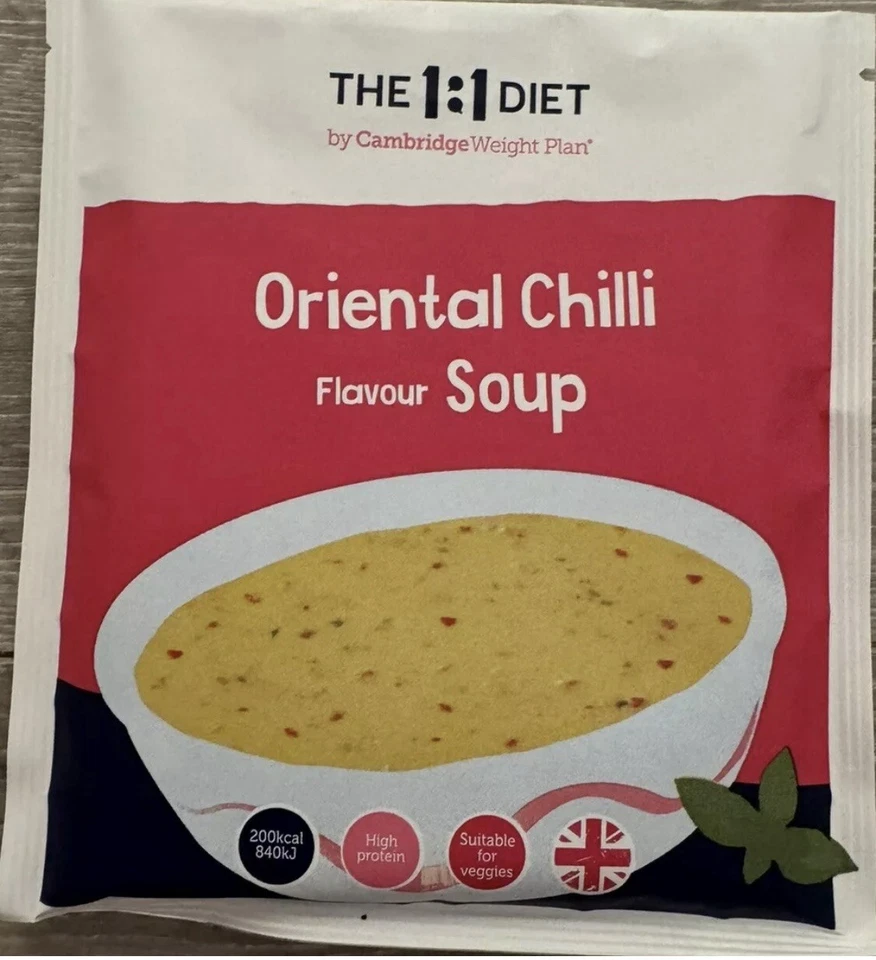 THE 1:1 DIET
by Cambridge Weight Plan®
Oriental Chilli
Flavour Soup
200kcal
840kJ
High
protein
Suitable
for
veggies